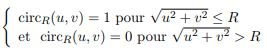 circ_R(u, v) = 1 pour √(u² + v²) ≤ R
et circ_R(u, v) = 0 pour √(u² + v²) > R